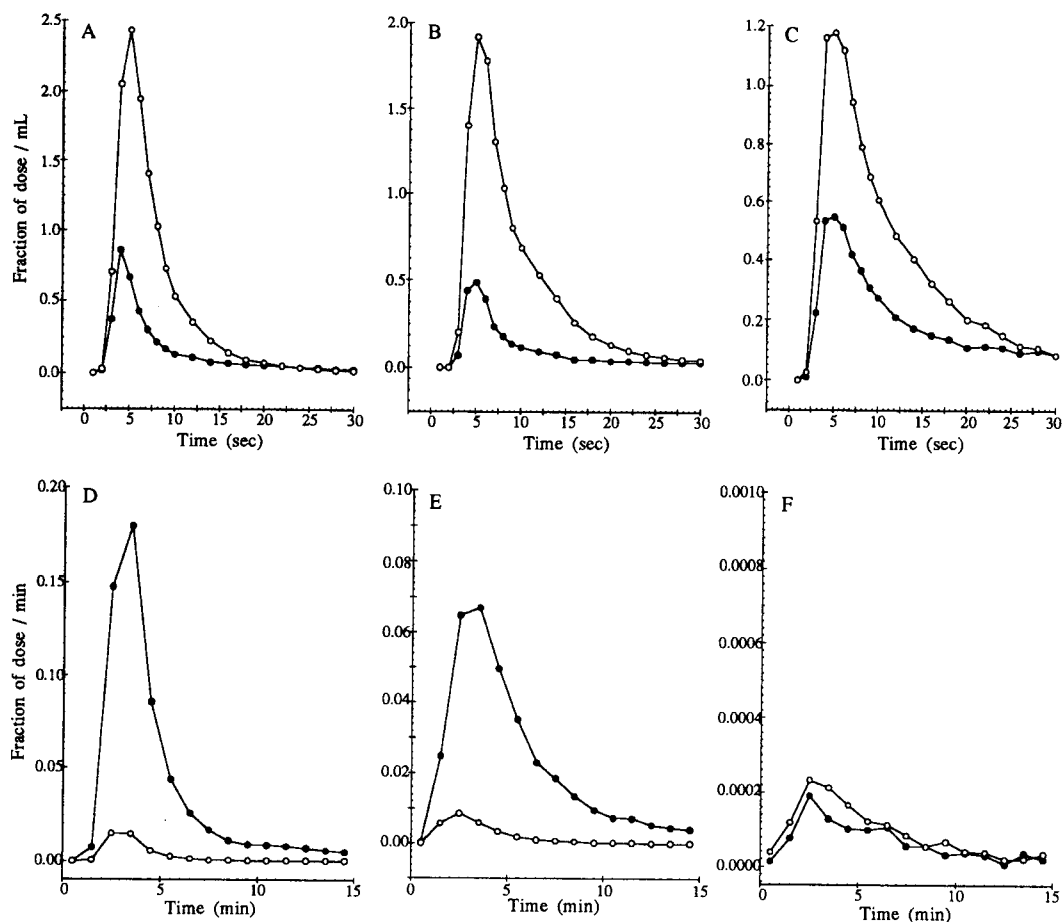 A
2.5
2.0
1.5
1.0
0.5
0.0
Fraction of dose / mL
0 5 10 15 20 25 30
Time (sec)
B
2.0
1.5
1.0
0.5
0.0
0 5 10 15 20 25 30
Time (sec)
C
1.2
1.0
0.8
0.6
0.4
0.2
0.0
0 5 10 15 20 25 30
Time (sec)
D
0.20
0.15
0.10
0.05
0.00
Fraction of dose / min
0 5 10 15
Time (min)
E
0.10
0.08
0.06
0.04
0.02
0.00
0 5 10 15
Time (min)
F
0.0010
0.0008
0.0006
0.0004
0.0002
0.0000
0 5 10 15
Time (min)